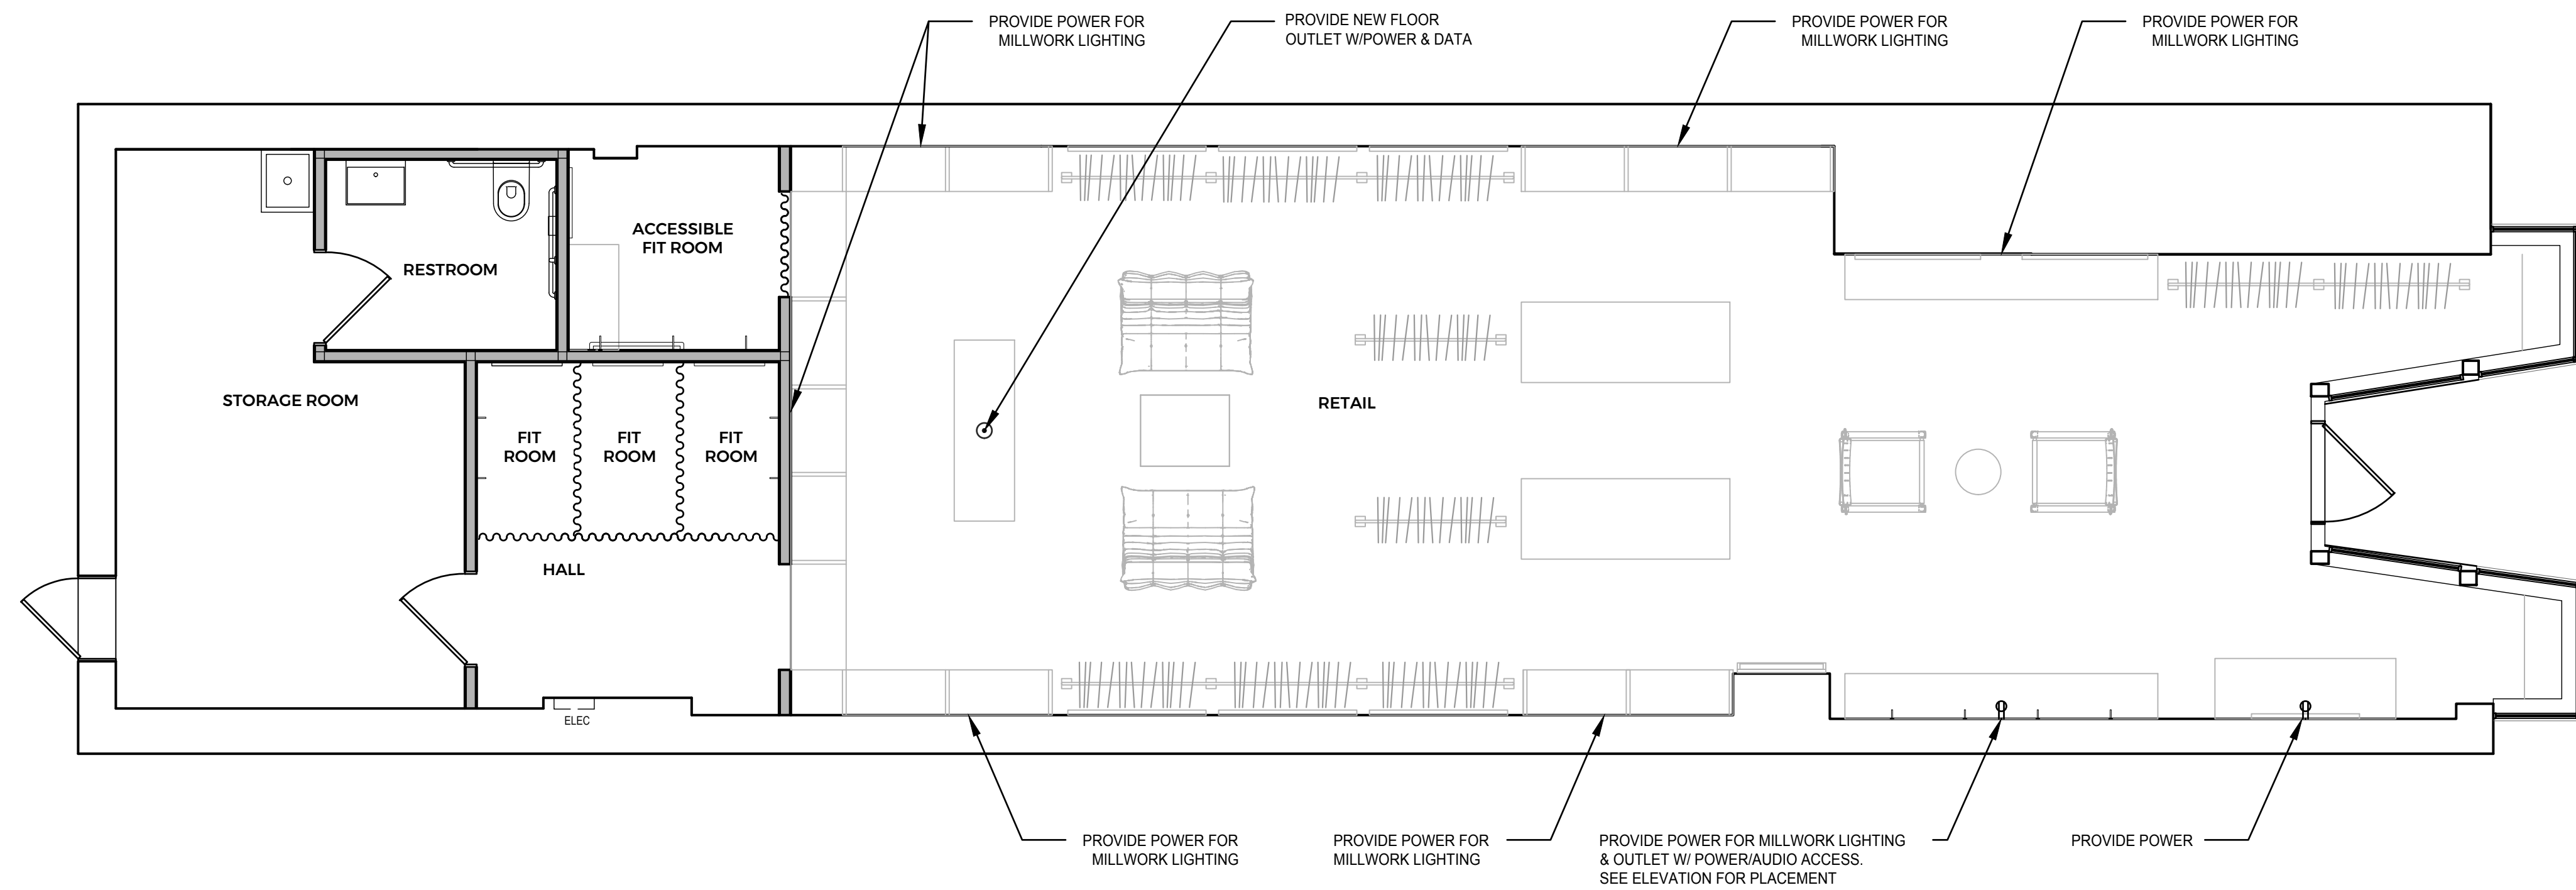 PROVIDE POWER FOR
MILLWORK LIGHTING
PROVIDE NEW FLOOR
OUTLET W/POWER & DATA
PROVIDE POWER FOR
MILLWORK LIGHTING
PROVIDE POWER FOR
MILLWORK LIGHTING
ACCESSIBLE
FIT ROOM
RESTROOM
STORAGE ROOM
RETAIL
FIT
ROOM
FIT
ROOM
FIT
ROOM
HALL
ELEC
PROVIDE POWER FOR
MILLWORK LIGHTING
PROVIDE POWER FOR
MILLWORK LIGHTING
PROVIDE POWER FOR MILLWORK LIGHTING
& OUTLET W/ POWER/AUDIO ACCESS.
SEE ELEVATION FOR PLACEMENT
PROVIDE POWER